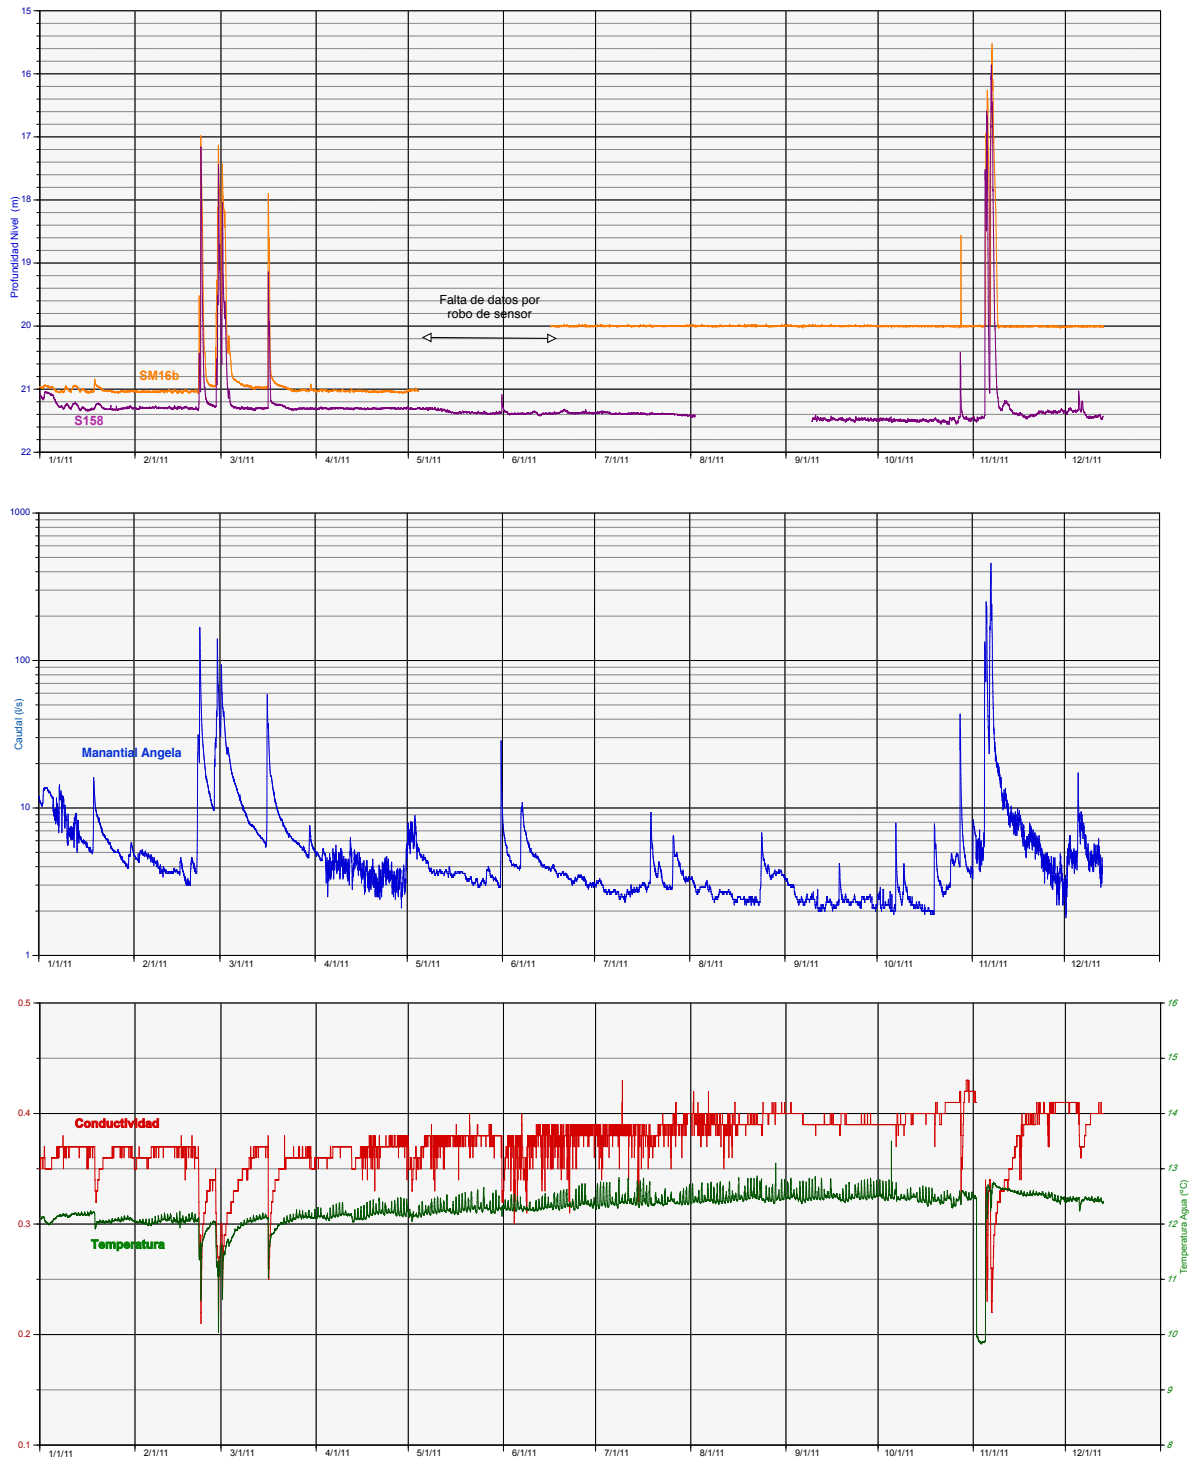 15
16
17
18
19
20
21
22
Profundidad Nivel (m)
Falta de datos por
robo de sensor
SM16b
S158
1/1/11 2/1/11 3/1/11 4/1/11 5/1/11 6/1/11 7/1/11 8/1/11 9/1/11 10/1/11 11/1/11 12/1/11
1000
100
10
1
Caudal (l/s)
Manantial Angela
1/1/11 2/1/11 3/1/11 4/1/11 5/1/11 6/1/11 7/1/11 8/1/11 9/1/11 10/1/11 11/1/11 12/1/11
0.5
0.4
0.3
0.2
0.1
Conductividad
Temperatura
16
15
14
13
12
11
10
9
8
Temperatura Agua (ºC)
1/1/11 2/1/11 3/1/11 4/1/11 5/1/11 6/1/11 7/1/11 8/1/11 9/1/11 10/1/11 11/1/11 12/1/11